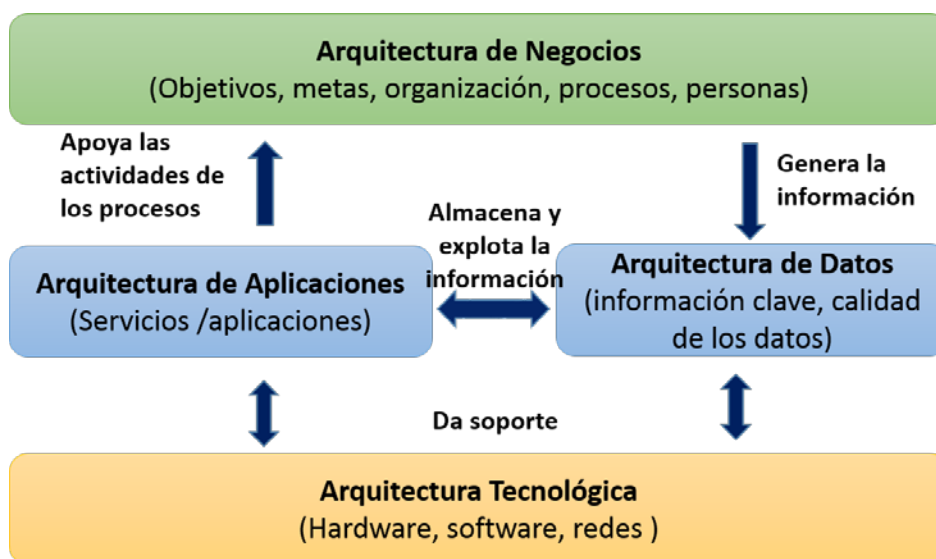 Arquitectura de Negocios
(Objetivos, metas, organización, procesos, personas)
Apoya las
actividades de
los procesos
Genera la
información
Almacena y
explota la
información
Arquitectura de Aplicaciones
(Servicios /aplicaciones)
Arquitectura de Datos
(información clave, calidad
de los datos)
Da soporte
Arquitectura Tecnológica
(Hardware, software, redes )